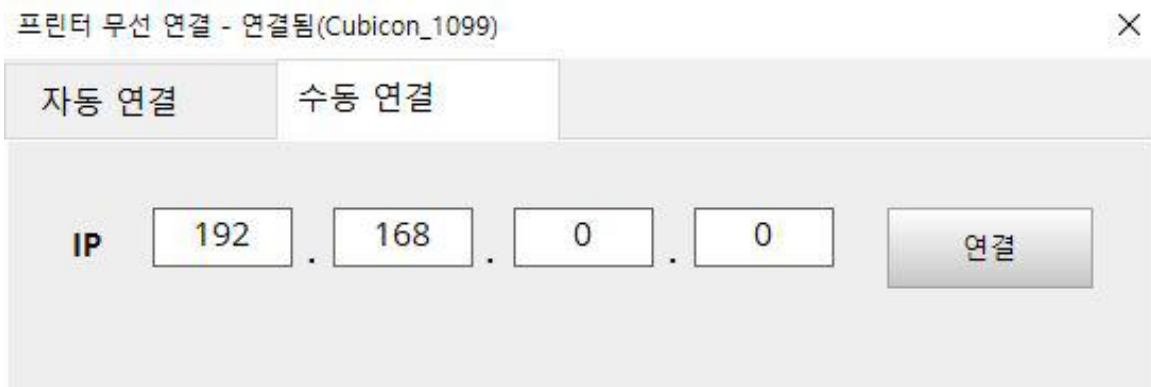 프린터 무선 연결 - 연결됨(Cubicon_1099)
자동 연결 수동 연결
IP 192 . 168 . 0 . 0 연결